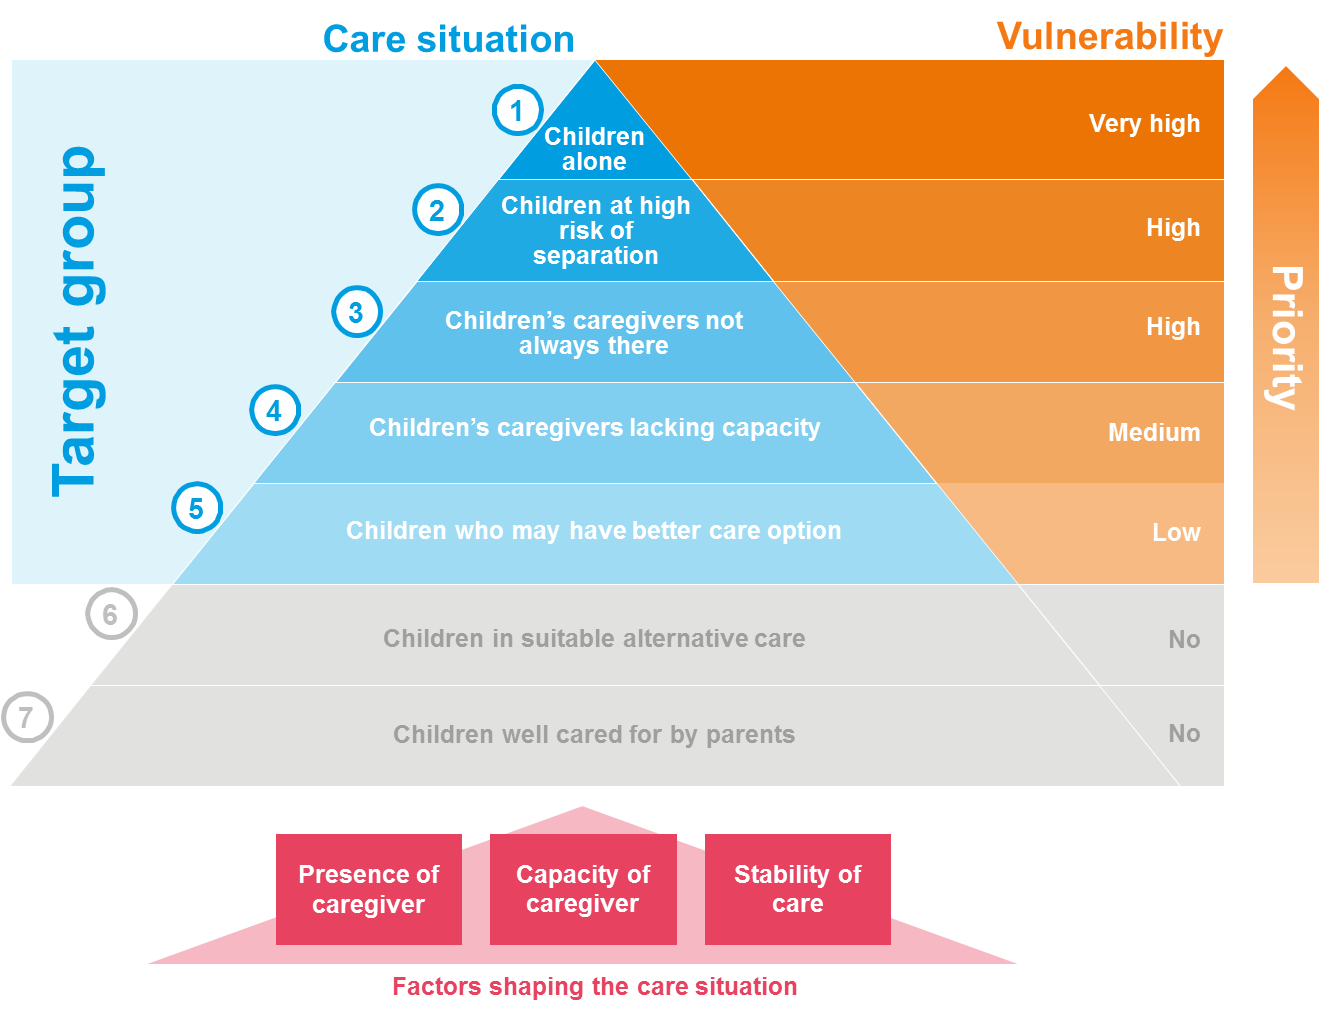 Care situation
Vulnerability
Target group
Priority
1
Children
alone
Very high
2
Children at high
risk of
separation
High
3
Children’s caregivers not
always there
High
4
Children’s caregivers lacking capacity
Medium
5
Children who may have better care option
Low
6
Children in suitable alternative care
No
7
Children well cared for by parents
No
Presence of
caregiver
Capacity of
caregiver
Stability of
care
Factors shaping the care situation